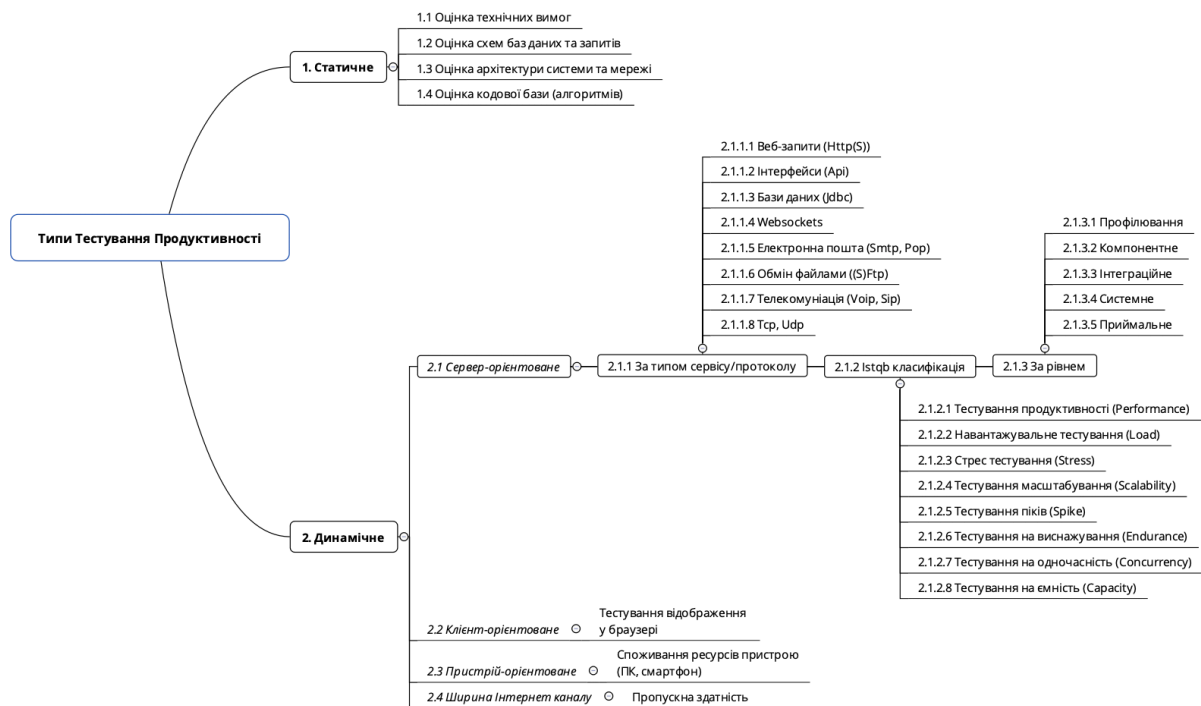 Типи Тестування Продуктивності
1. Статичне
1.1 Оцінка технічних вимог
1.2 Оцінка схем баз даних та запитів
1.3 Оцінка архітектури системи та мережі
1.4 Оцінка кодової бази (алгоритмів)
2. Динамічне
2.1 Сервер-орієнтоване
2.1.1 За типом сервісу/протоколу
2.1.1.1 Веб-запити (Http(S))
2.1.1.2 Інтерфейси (Api)
2.1.1.3 Бази даних (Jdbc)
2.1.1.4 Websockets
2.1.1.5 Електронна пошта (Smtp, Pop)
2.1.1.6 Обмін файлами ((S)Ftp)
2.1.1.7 Телекомуніація (Voip, Sip)
2.1.1.8 Tcp, Udp
2.1.2 Istqb класифікація
2.1.2.1 Тестування продуктивності (Performance)
2.1.2.2 Навантажувальне тестування (Load)
2.1.2.3 Стрес тестування (Stress)
2.1.2.4 Тестування масштабування (Scalability)
2.1.2.5 Тестування піків (Spike)
2.1.2.6 Тестування на виснажування (Endurance)
2.1.2.7 Тестування на одночасність (Concurrency)
2.1.2.8 Тестування на ємність (Capacity)
2.1.3 За рівнем
2.1.3.1 Профілювання
2.1.3.2 Компонентне
2.1.3.3 Інтеграційне
2.1.3.4 Системне
2.1.3.5 Приймальне
2.2 Клієнт-орієнтоване
Тестування відображення
у браузері
2.3 Пристрій-орієнтоване
Споживання ресурсів пристрою
(ПК, смартфон)
2.4 Ширина Інтернет каналу
Пропускна здатність